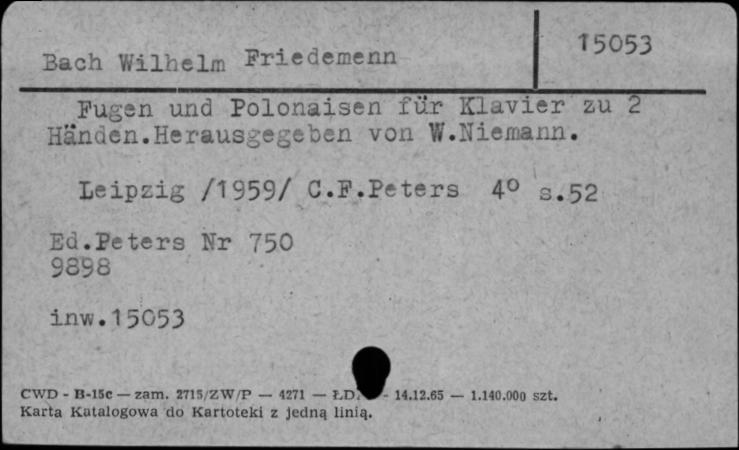 Bach Wilhelm Friedemenn 15053
Fugen und Polonaisen für Klavier zu 2
Händen.Herausgegeben von W.Niemann.
Leipzig /1959/ C.F.Peters 4° s.52
Ed.Peters Nr 750
9898
inw.15053
CWD - B-15c — zam. 2715/ZW/P — 4271 — - 14.12.65 — 1.140.000 szt.
Karta Katalogowa do Kartoteki z jedną linią.